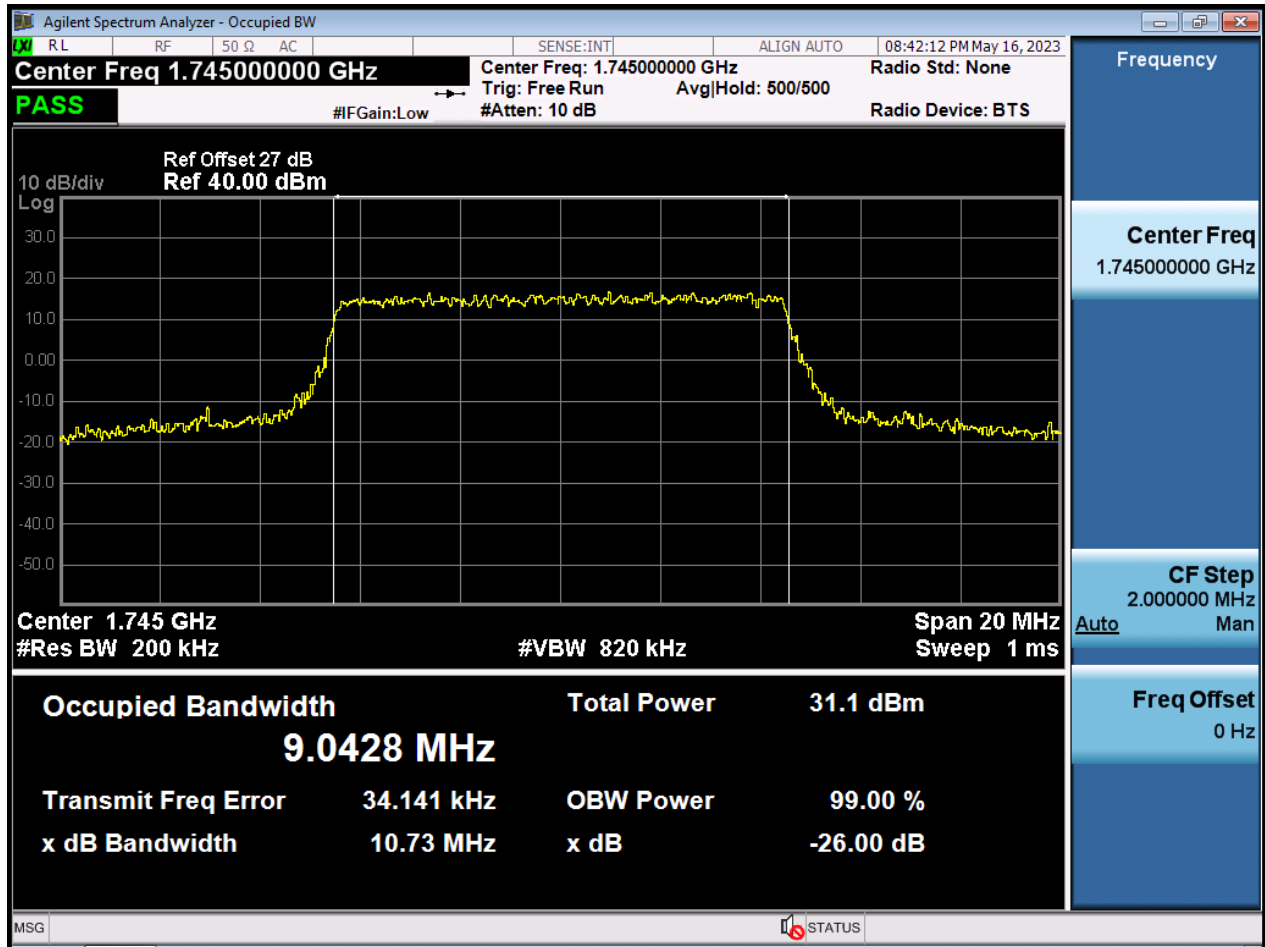 Agilent Spectrum Analyzer - Occupied BW
LXI RL RF 50 Ω AC SENSE:INT ALIGN AUTO 08:42:12 PM May 16, 2023
Center Freq 1.745000000 GHz
PASS
#IFGain:Low
Center Freq: 1.745000000 GHz
Trig: Free Run Avg|Hold: 500/500
#Atten: 10 dB
Radio Std: None
Radio Device: BTS
Ref Offset 27 dB
10 dB/div Ref 40.00 dBm
Log
30.0
20.0
10.0
0.00
-10.0
-20.0
-30.0
-40.0
-50.0
Center 1.745 GHz Span 20 MHz
#Res BW 200 kHz #VBW 820 kHz Sweep 1 ms
Occupied Bandwidth Total Power 31.1 dBm
9.0428 MHz
Transmit Freq Error 34.141 kHz OBW Power 99.00 %
x dB Bandwidth 10.73 MHz x dB -26.00 dB
Frequency
Center Freq
1.745000000 GHz
CF Step
2.000000 MHz
Auto Man
Freq Offset
0 Hz
MSG STATUS